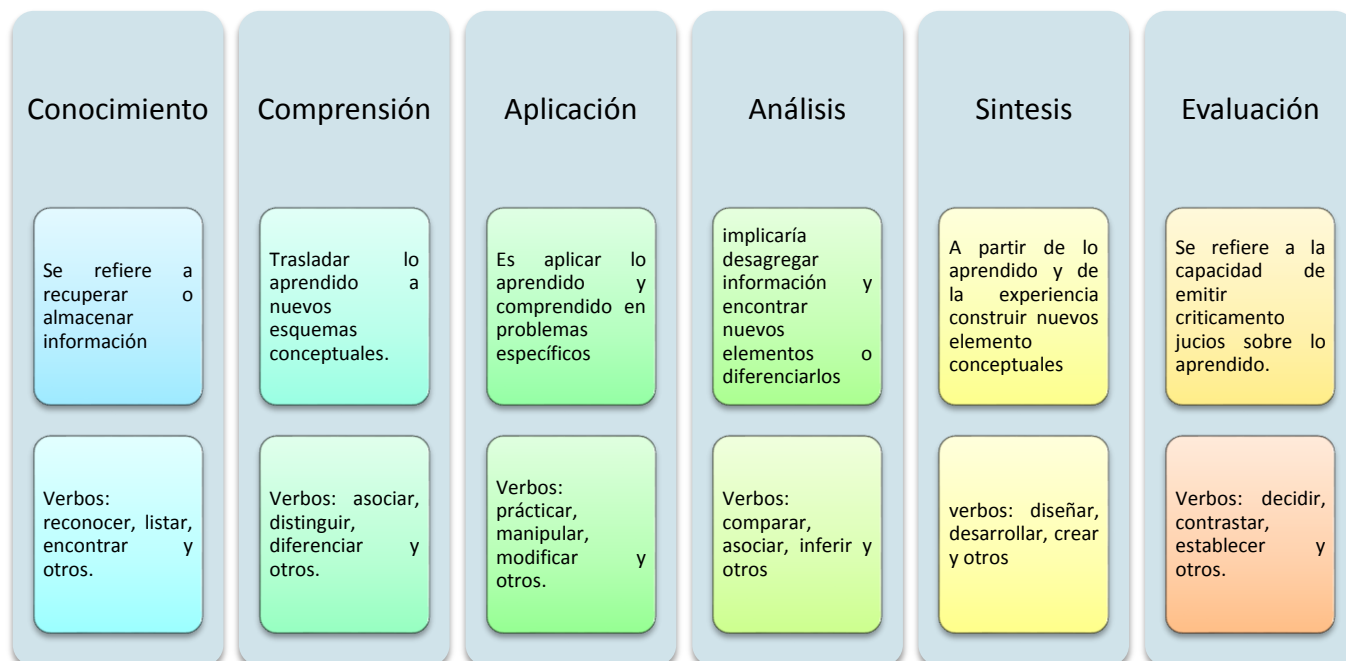 Conocimiento
Se refiere a
recuperar o
almacenar
información
Verbos:
reconocer, listar,
encontrar y
otros.
Comprensión
Trasladar lo
aprendido a
nuevos
esquemas
conceptuales.
Verbos: asociar,
distinguir,
diferenciar y
otros.
Aplicación
Es aplicar lo
aprendido y
comprendido en
problemas
específicos
Verbos:
prácticar,
manipular,
modificar y
otros.
Análisis
implicaría
desagregar
información y
encontrar
nuevos
elementos o
diferenciarlos
Verbos:
comparar,
asociar, inferir y
otros
Sintesis
A partir de lo
aprendido y de
la experiencia
construir nuevos
elemento
conceptuales
verbos: diseñar,
desarrollar, crear
y otros
Evaluación
Se refiere a la
capacidad de
emitir
criticamento
jucios sobre lo
aprendido.
Verbos: decidir,
contrastar,
establecer y
otros.